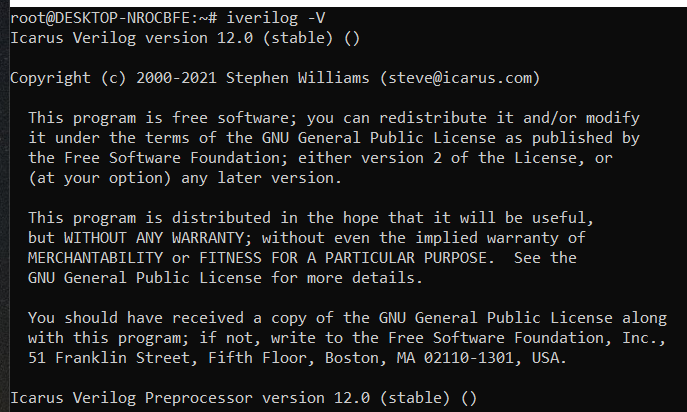 root@DESKTOP-NROCBFE:~# iverilog -V
Icarus Verilog version 12.0 (stable) ()
Copyright (c) 2000-2021 Stephen Williams (steve@icarus.com)
This program is free software; you can redistribute it and/or modify
it under the terms of the GNU General Public License as published by
the Free Software Foundation; either version 2 of the License, or
(at your option) any later version.
This program is distributed in the hope that it will be useful,
but WITHOUT ANY WARRANTY; without even the implied warranty of
MERCHANTABILITY or FITNESS FOR A PARTICULAR PURPOSE.  See the
GNU General Public License for more details.
You should have received a copy of the GNU General Public License along
with this program; if not, write to the Free Software Foundation, Inc.,
51 Franklin Street, Fifth Floor, Boston, MA 02110-1301, USA.
Icarus Verilog Preprocessor version 12.0 (stable) ()